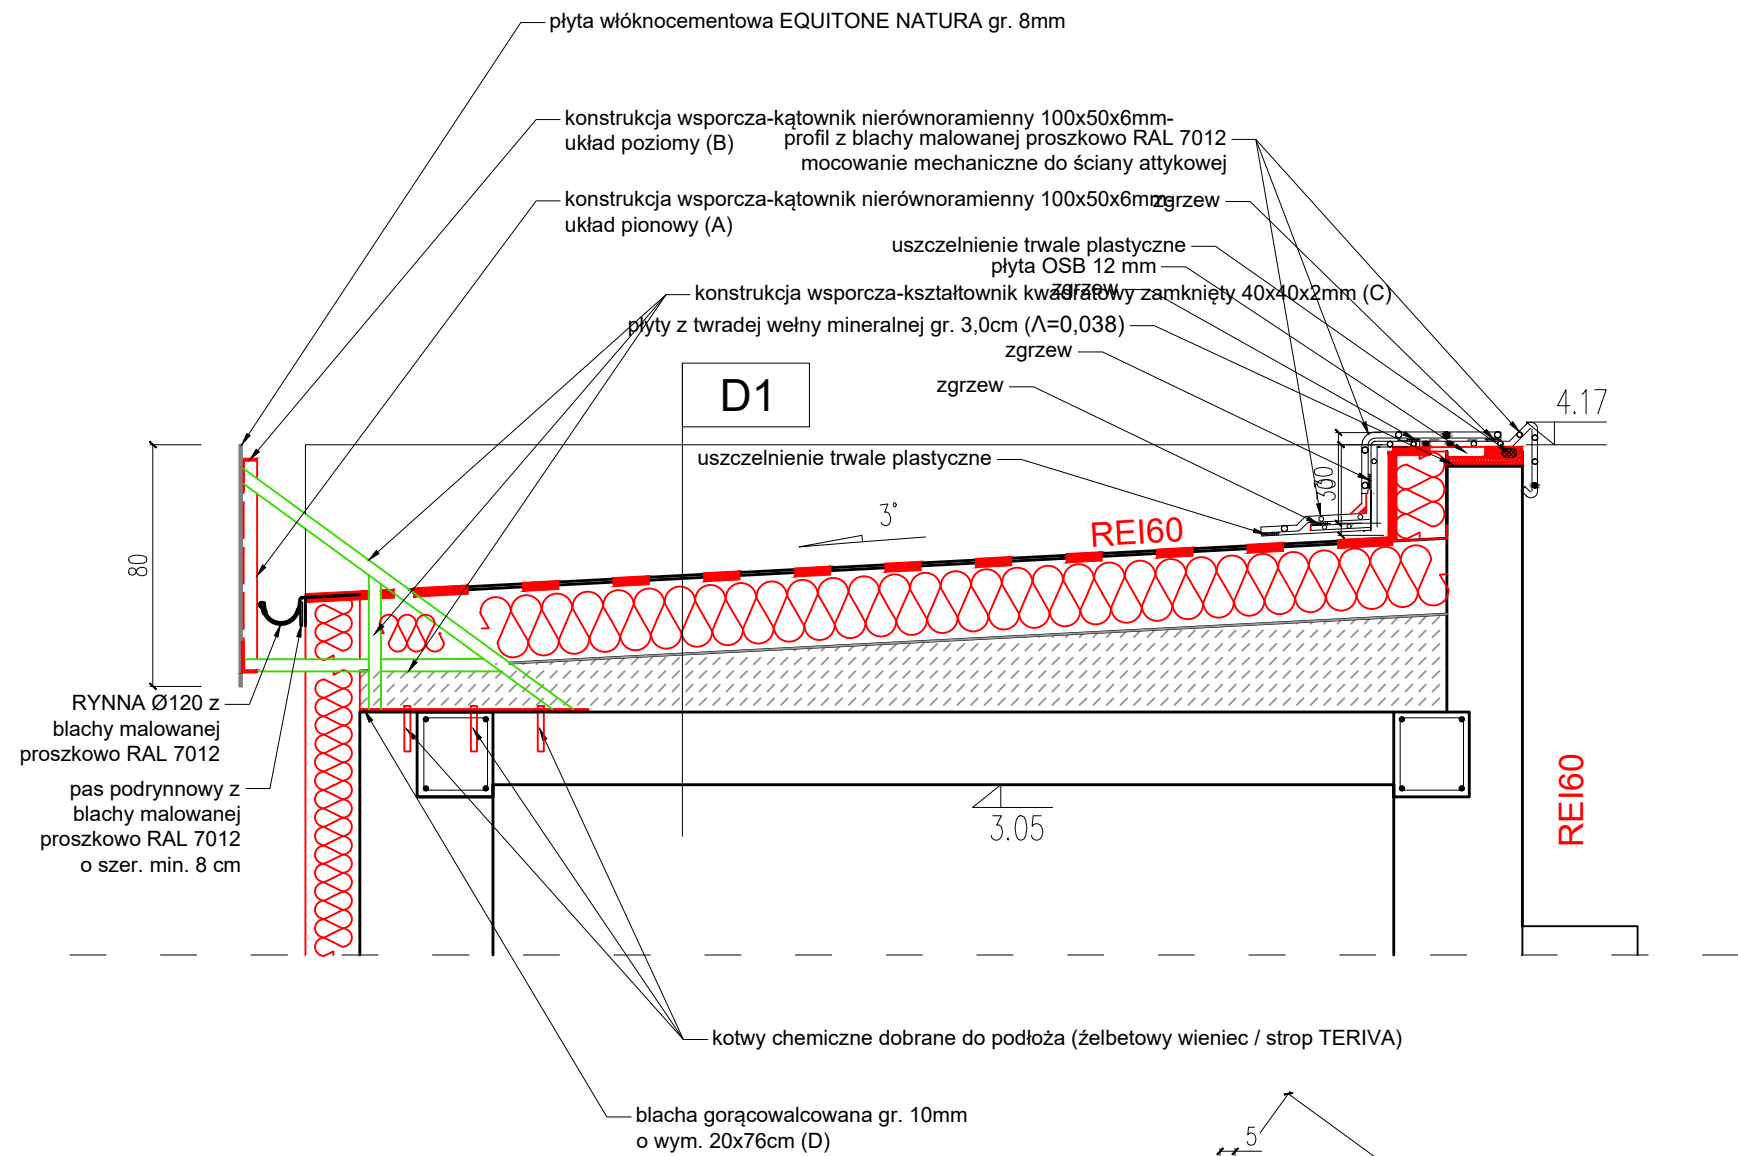 płyta włóknocementowa EQUITONE NATURA gr. 8mm
konstrukcja wsporcza-kątownik nierównoramienny 100x50x6mm-
układ poziomy (B)
profil z blachy malowanej proszkowo RAL 7012
mocowanie mechaniczne do ściany attykowej
konstrukcja wsporcza-kątownik nierównoramienny 100x50x6mm-
układ pionowy (A)
zgrzew
uszczelnienie trwale plastyczne
płyta OSB 12 mm
zgrzew
konstrukcja wsporcza-kształtownik kwadratowy zamknięty 40x40x2mm (C)
płyty z twradej wełny mineralnej gr. 3,0cm (Λ=0,038)
zgrzew
zgrzew
D1
4.17
uszczelnienie trwale plastyczne
3°
REI60
80
RYNNA Ø120 z
blachy malowanej
proszkowo RAL 7012
pas podrynnowy z
blachy malowanej
proszkowo RAL 7012
o szer. min. 8 cm
3.05
REI60
kotwy chemiczne dobrane do podłoża (źelbetowy wieniec / strop TERIVA)
blacha gorącowalcowana gr. 10mm
o wym. 20x76cm (D)
5